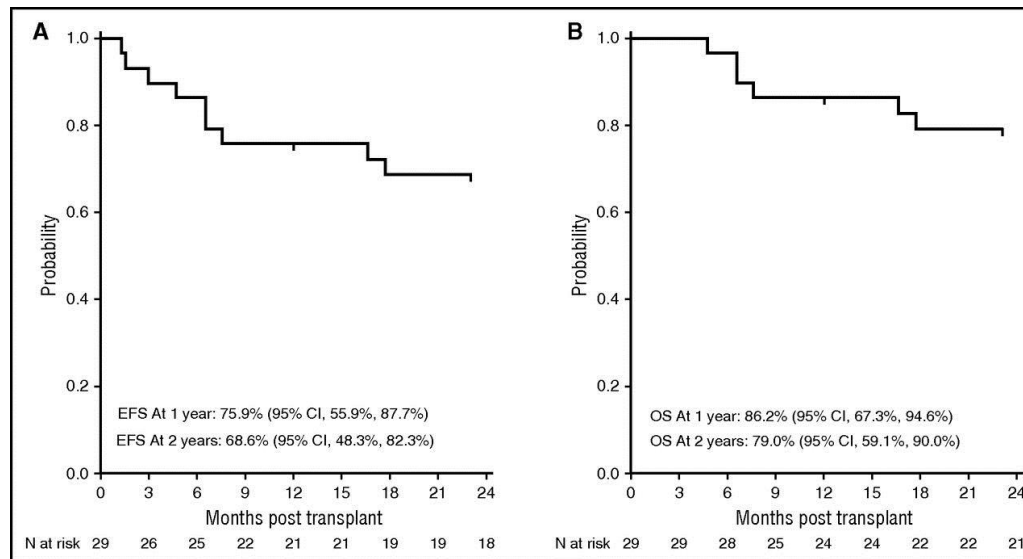 A
1.0
0.8
0.6
0.4
0.2
0.0
Probability
EFS At 1 year: 75.9% (95% CI, 55.9%, 87.7%)
EFS At 2 years: 68.6% (95% CI, 48.3%, 82.3%)
0 3 6 9 12 15 18 21 24
Months post transplant
N at risk 29 26 25 22 21 21 19 19 18
B
1.0
0.8
0.6
0.4
0.2
0.0
Probability
OS At 1 year: 86.2% (95% CI, 67.3%, 94.6%)
OS At 2 years: 79.0% (95% CI, 59.1%, 90.0%)
0 3 6 9 12 15 18 21 24
Months post transplant
N at risk 29 29 28 25 24 24 22 22 21